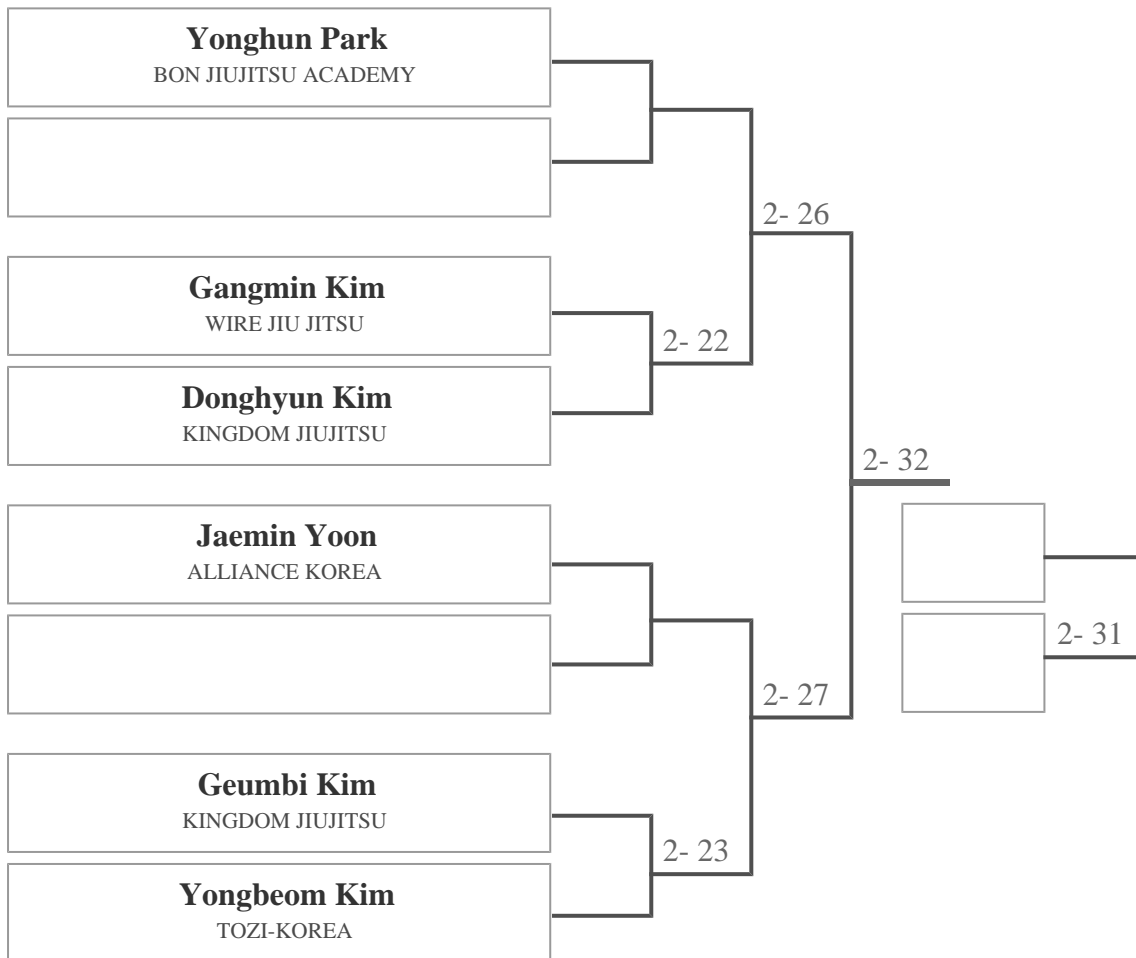 Yonghun Park
BON JIUJITSU ACADEMY
2- 26
Gangmin Kim
WIRE JIU JITSU
2- 22
Donghyun Kim
KINGDOM JIUJITSU
2- 32
Jaemin Yoon
ALLIANCE KOREA
2- 31
2- 27
Geumbi Kim
KINGDOM JIUJITSU
2- 23
Yongbeom Kim
TOZI-KOREA